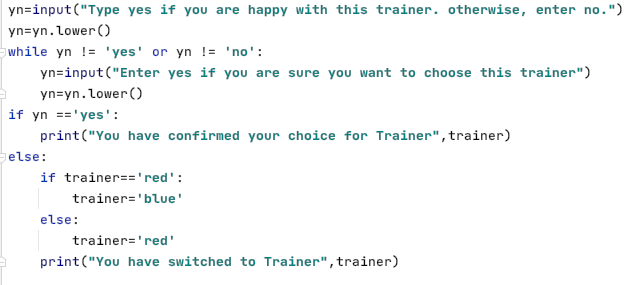 yn=input("Type yes if you are happy with this trainer. otherwise, enter no.")
yn=yn.lower()
while yn != 'yes' or yn != 'no':
    yn=input("Enter yes if you are sure you want to choose this trainer")
    yn=yn.lower()
if yn =='yes':
    print("You have confirmed your choice for Trainer",trainer)
else:
    if trainer=='red':
        trainer='blue'
    else:
        trainer='red'
    print("You have switched to Trainer",trainer)